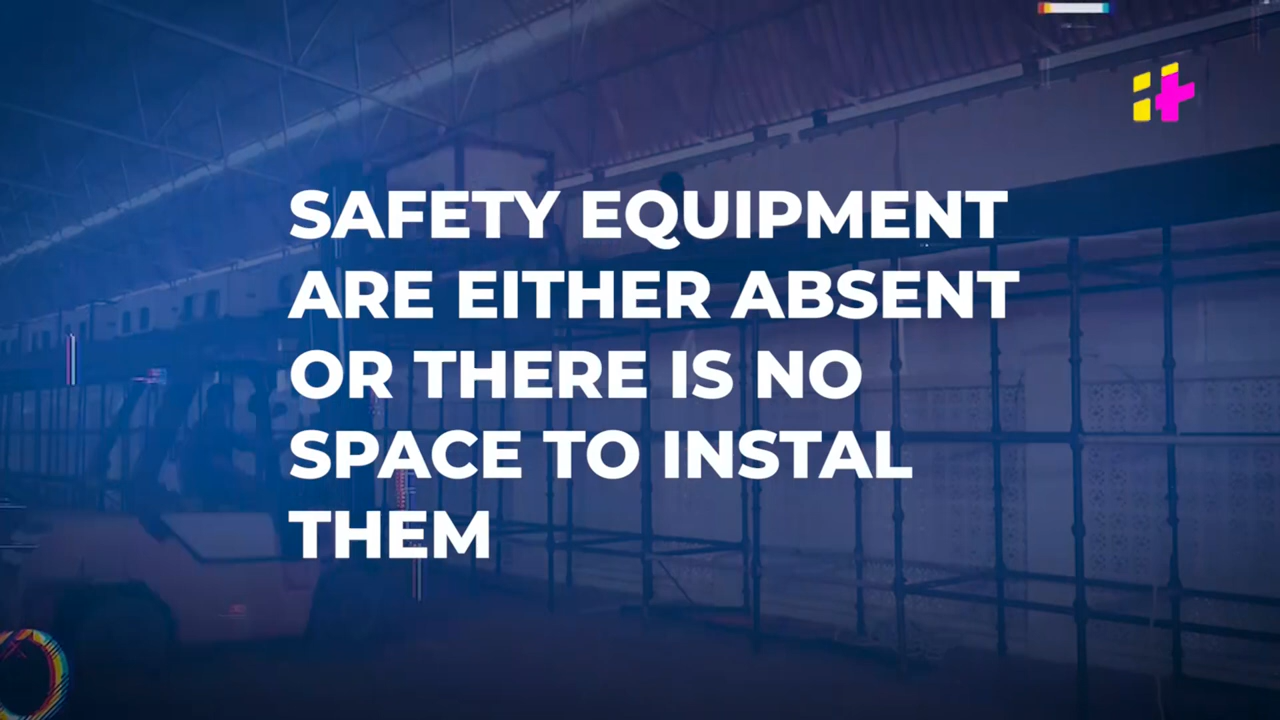 SAFETY EQUIPMENT
ARE EITHER ABSENT
OR THERE IS NO
SPACE TO INSTAL
THEM